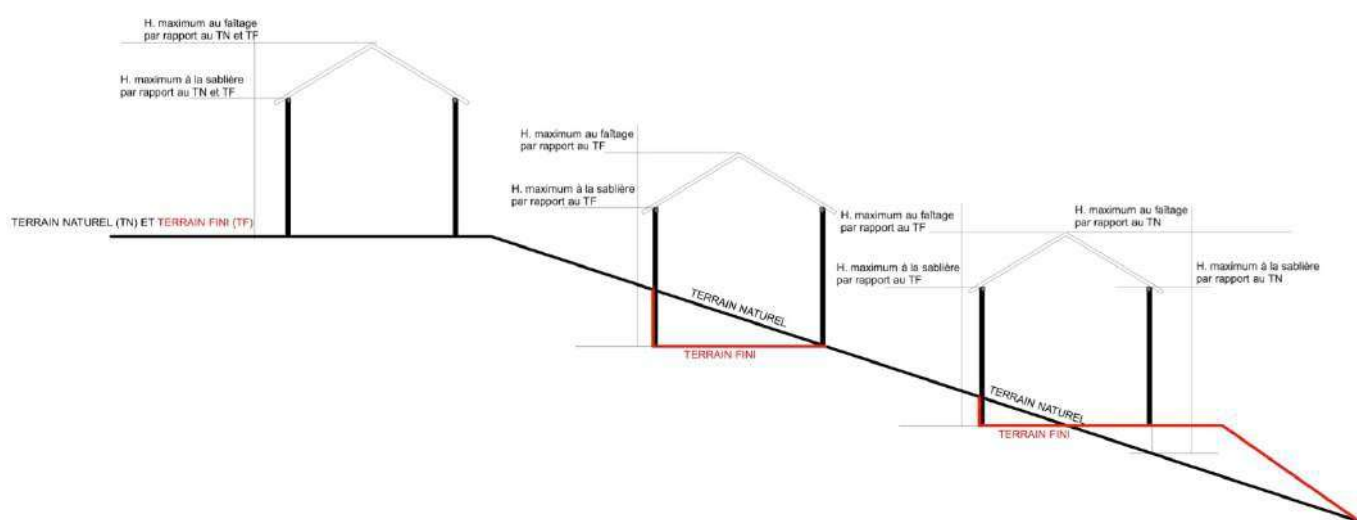 H. maximum au faîtage
par rapport au TN et TF
H. maximum à la sablière
par rapport au TN et TF
TERRAIN NATUREL (TN) ET TERRAIN FINI (TF)
H. maximum au faîtage
par rapport au TF
H. maximum à la sablière
par rapport au TF
TERRAIN NATUREL
TERRAIN FINI
H. maximum au faîtage
par rapport au TF
H. maximum à la sablière
par rapport au TF
H. maximum au faîtage
par rapport au TN
H. maximum à la sablière
par rapport au TN
TERRAIN NATUREL
TERRAIN FINI